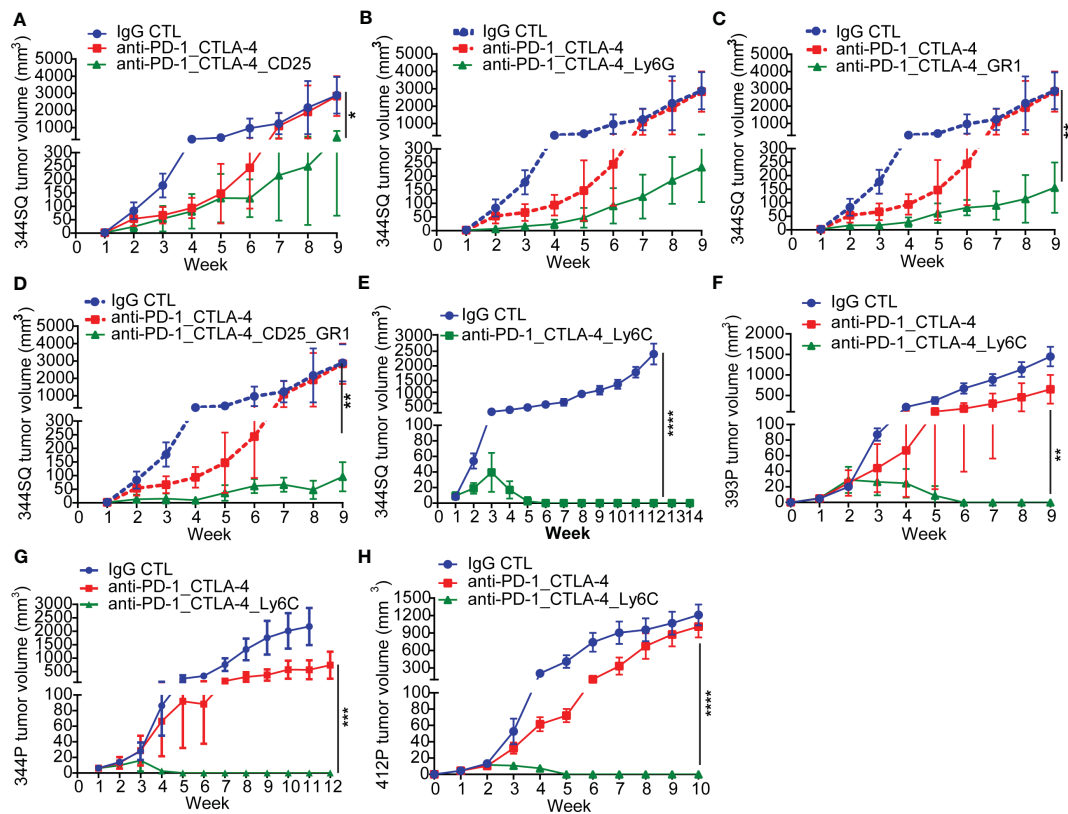 A
IgG CTL
anti-PD-1_CTLA-4
anti-PD-1_CTLA-4_CD25
344SQ tumor volume (mm3)
5000
4000
3000
2000
1000
300
250
200
150
100
50
0
*
0 1 2 3 4 5 6 7 8 9
Week
B
IgG CTL
anti-PD-1_CTLA-4
anti-PD-1_CTLA-4_Ly6G
344SQ tumor volume (mm3)
5000
4000
3000
2000
1000
300
250
200
150
100
50
0
0 1 2 3 4 5 6 7 8 9
Week
C
IgG CTL
anti-PD-1_CTLA-4
anti-PD-1_CTLA-4_GR1
344SQ tumor volume (mm3)
5000
4000
3000
2000
1000
300
250
200
150
100
50
0
**
0 1 2 3 4 5 6 7 8 9
Week
D
IgG CTL
anti-PD-1_CTLA-4
anti-PD-1_CTLA-4_CD25_GR1
344SQ tumor volume (mm3)
5000
4000
3000
2000
1000
300
250
200
150
100
50
0
**
0 1 2 3 4 5 6 7 8 9
Week
E
IgG CTL
anti-PD-1_CTLA-4_Ly6C
344SQ tumor volume (mm3)
3000
2500
2000
1500
1000
500
100
80
60
40
20
0
****
0 1 2 3 4 5 6 7 8 9 10 11 12 13 14
Week
F
IgG CTL
anti-PD-1_CTLA-4
anti-PD-1_CTLA-4_Ly6C
393P tumor volume (mm3)
2000
1500
1000
500
100
80
60
40
20
0
**
0 1 2 3 4 5 6 7 8 9
Week
G
IgG CTL
anti-PD-1_CTLA-4
anti-PD-1_CTLA-4_Ly6C
344P tumor volume (mm3)
3000
2500
2000
1500
1000
500
100
80
60
40
20
0
***
0 1 2 3 4 5 6 7 8 9 10 11 12
Week
H
IgG CTL
anti-PD-1_CTLA-4
anti-PD-1_CTLA-4_Ly6C
412P tumor volume (mm3)
1500
1200
900
600
300
100
80
60
40
20
0
****
0 1 2 3 4 5 6 7 8 9 10
Week